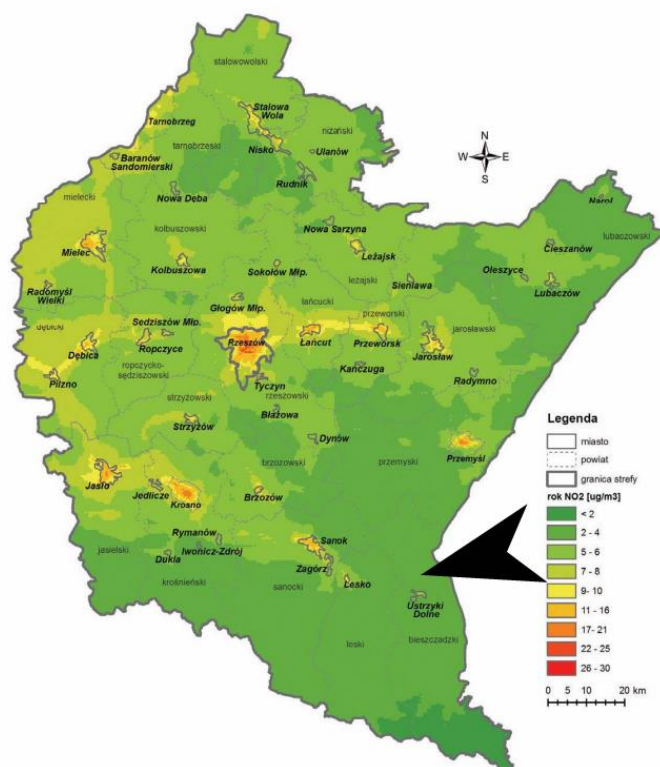 stalowowolski
Stalowa
Wola
Tarnobrzeg
niżański
tarnobrzeski
Nisko
Ulanów
Baranów
Sandomierski
Rudnik
N
W E
S
mielecki
Nowa Dęba
Narol
lubaczowski
kolbuszowski
Nowa Sarzyna
Cieszanów
Mielec
Leżajsk
Kolbuszowa
Sokołów Młp.
leżajski
Sieniawa
Oleszyce
Lubaczów
Radomyśl
Wielki
Głogów Młp.
łańcucki
przeworski
dębicki
Sedziszów Młp.
jarosławski
Dębica
Ropczyce
Rzeszów
Łańcut
Przeworsk
Jarosław
ropczycko-
sędziszowski
Kańczuga
Radymno
Pilzno
Tyczyn
rzeszowski
strzyżowski
Błażowa
Strzyżów
Dynów
Przemyśl
brzozowski
przemyski
Jasło
Jedlicze
Krosno
Brzozów
Rymanów
Sanok
jasielski
Iwonicz-Zdrój
Dukla
Zagórz
krośnieński
sanocki
Lesko
Ustrzyki
Dolne
leski
bieszczadzki
Legenda
miasto
powiat
granica strefy
rok NO2 [ug/m3]
< 2
2 - 4
5 - 6
7 - 8
9 - 10
11 - 16
17 - 21
22 - 25
26 - 30
0 5 10 20 km